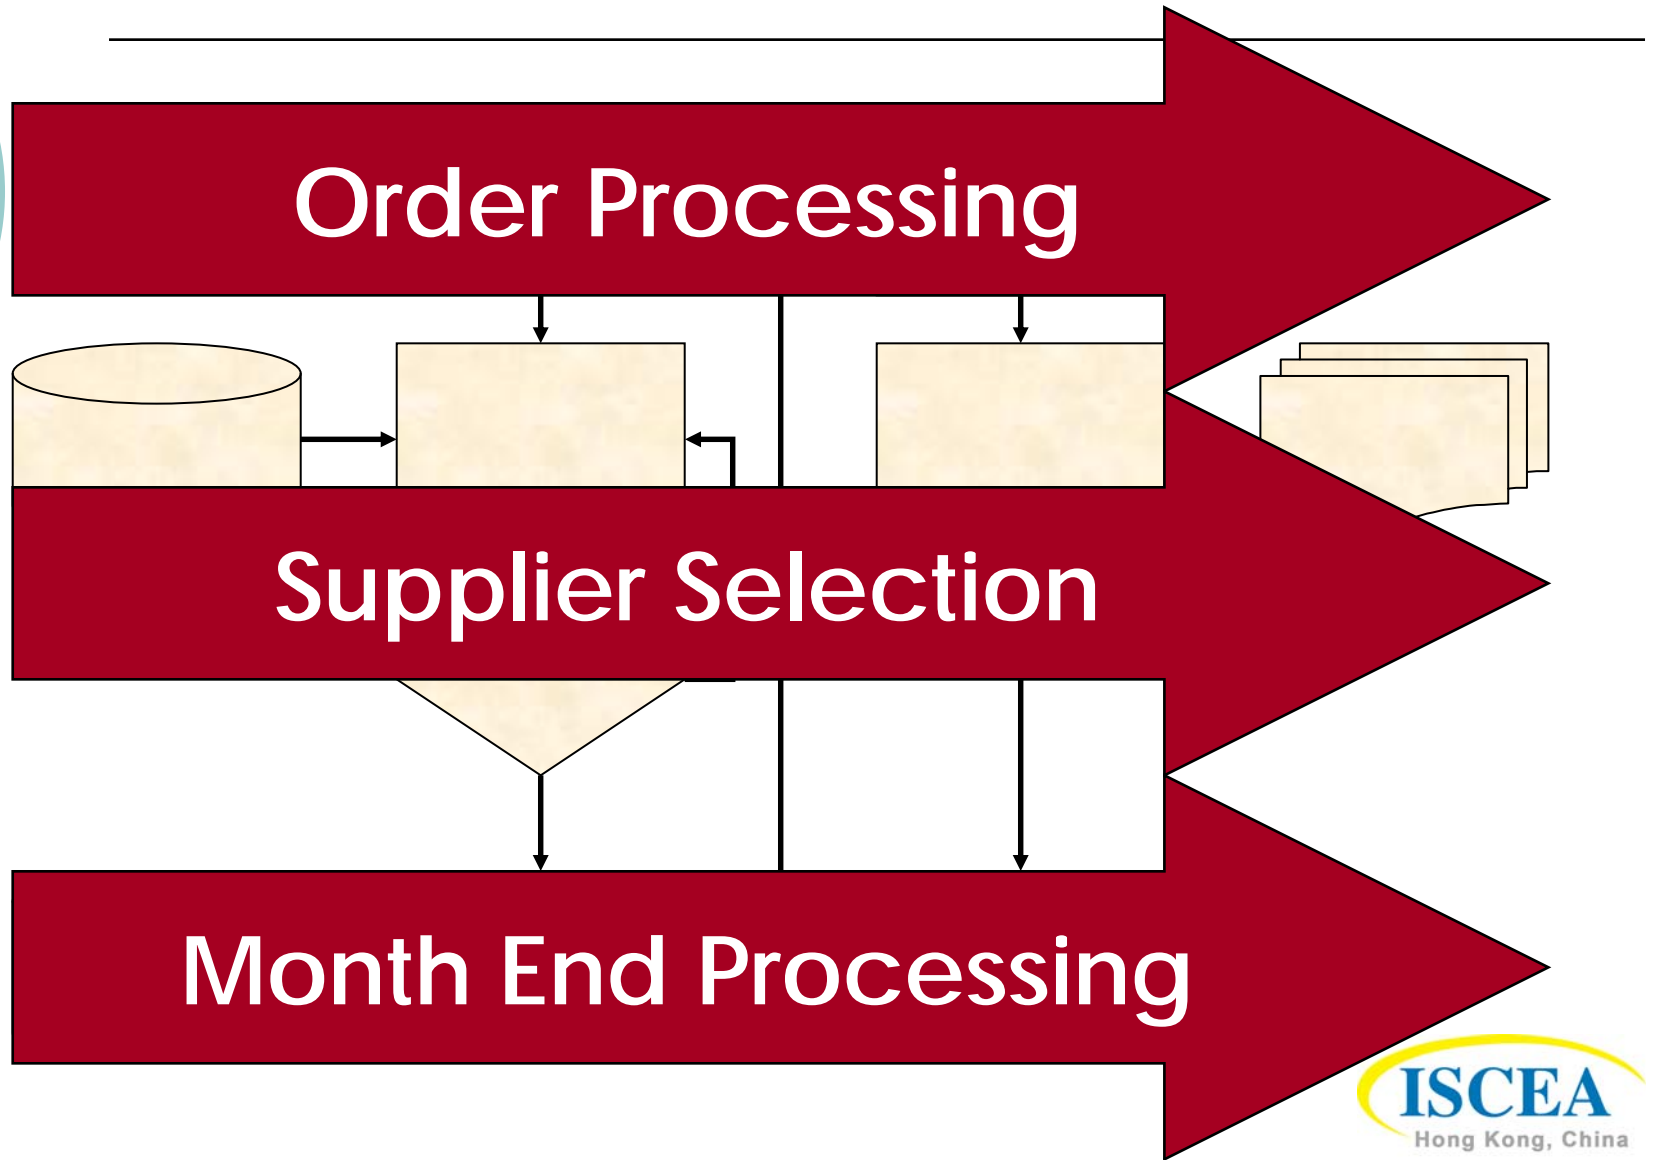 Order Processing
Supplier Selection
Month End Processing
ISCEA
Hong Kong, China